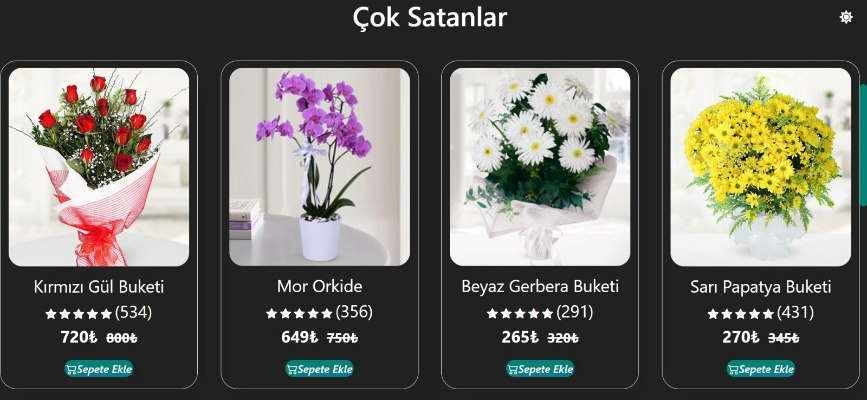 Çok Satanlar
Kırmızı Gül Buketi
(534)
720₺ 800₺
Sepete Ekle
Mor Orkide
(356)
649₺ 750₺
Sepete Ekle
Beyaz Gerbera Buketi
(291)
265₺ 320₺
Sepete Ekle
Sarı Papatya Buketi
(431)
270₺ 345₺
Sepete Ekle